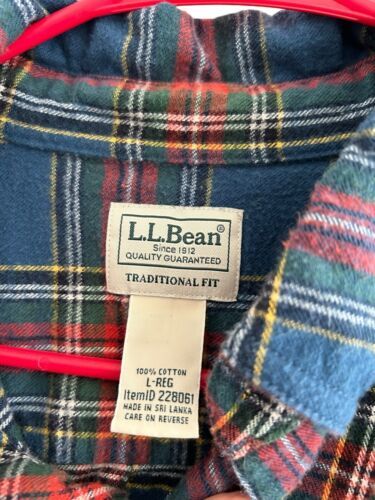 L.L.Bean®
Since 1912
QUALITY GUARANTEED
TRADITIONAL FIT
100% COTTON
L-REG
ItemID 228061
MADE IN SRI LANKA
CARE ON REVERSE